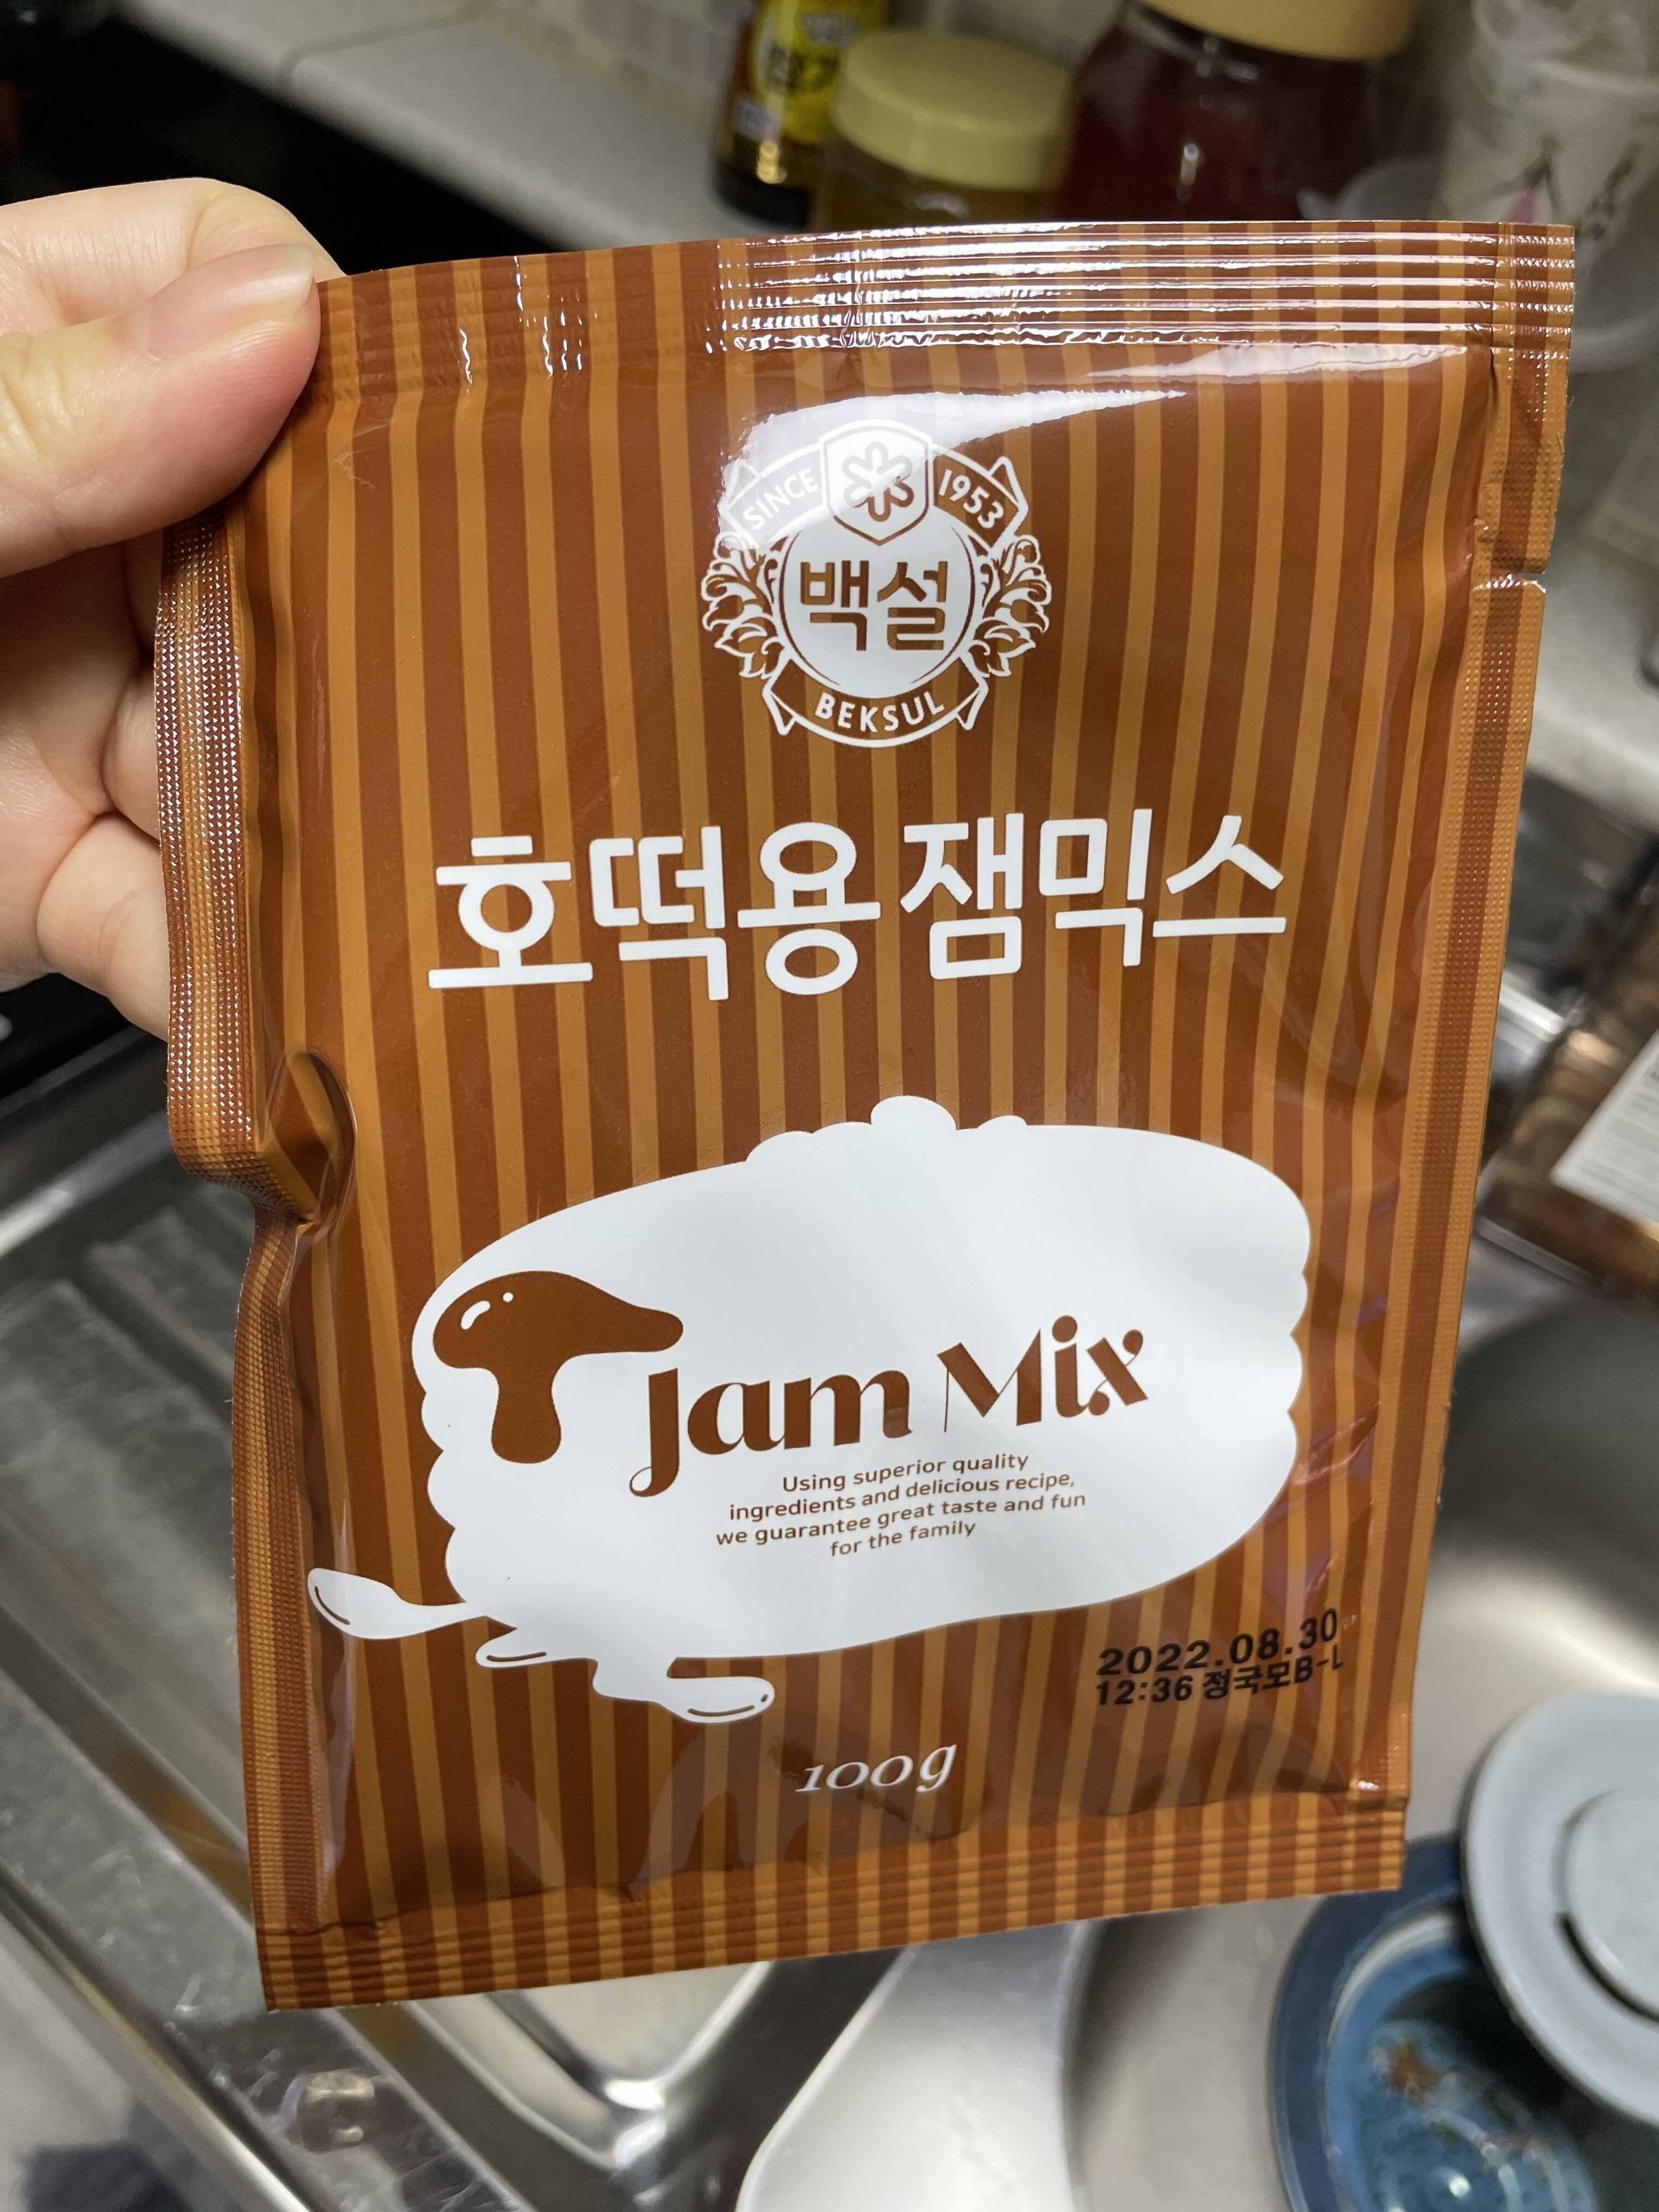 SINCE 1953
백설
BEKSUL
호떡용 잼믹스
Jam Mix
Using superior quality
ingredients and delicious recipe,
we guarantee great taste and fun
for the family
2022.08.30
12:36 정국모B-L
100g